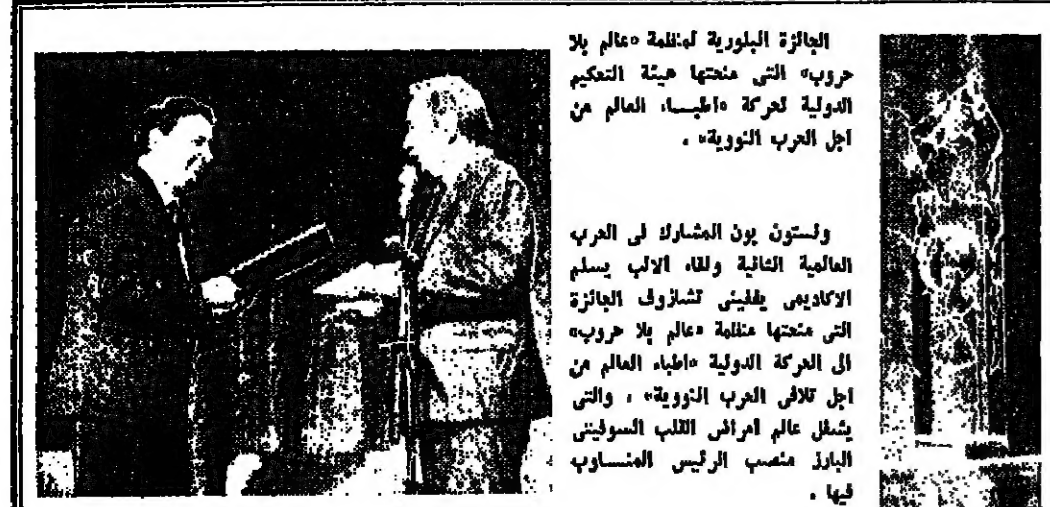 الجائزة البلورية لمنظمة «عالم بلا
حروب» التى منحتها هيئة التحكيم
الدولية لحركة «اطباء العالم من
اجل الحرب النووية» .
ولستون بون المشارك فى الحرب
العالمية الثانية ولقاء الالب يسلم
الاكاديمى يفلينى تشازوف الجائزة
التى منحتها منظمة «عالم بلا حروب»
الى الحركة الدولية «اطباء العالم من
اجل تلافى الحرب النووية» ، والتى
يشغل عالم امراض القلب السوفيتى
البارز منصب الرئيس المنساوب
فيها .